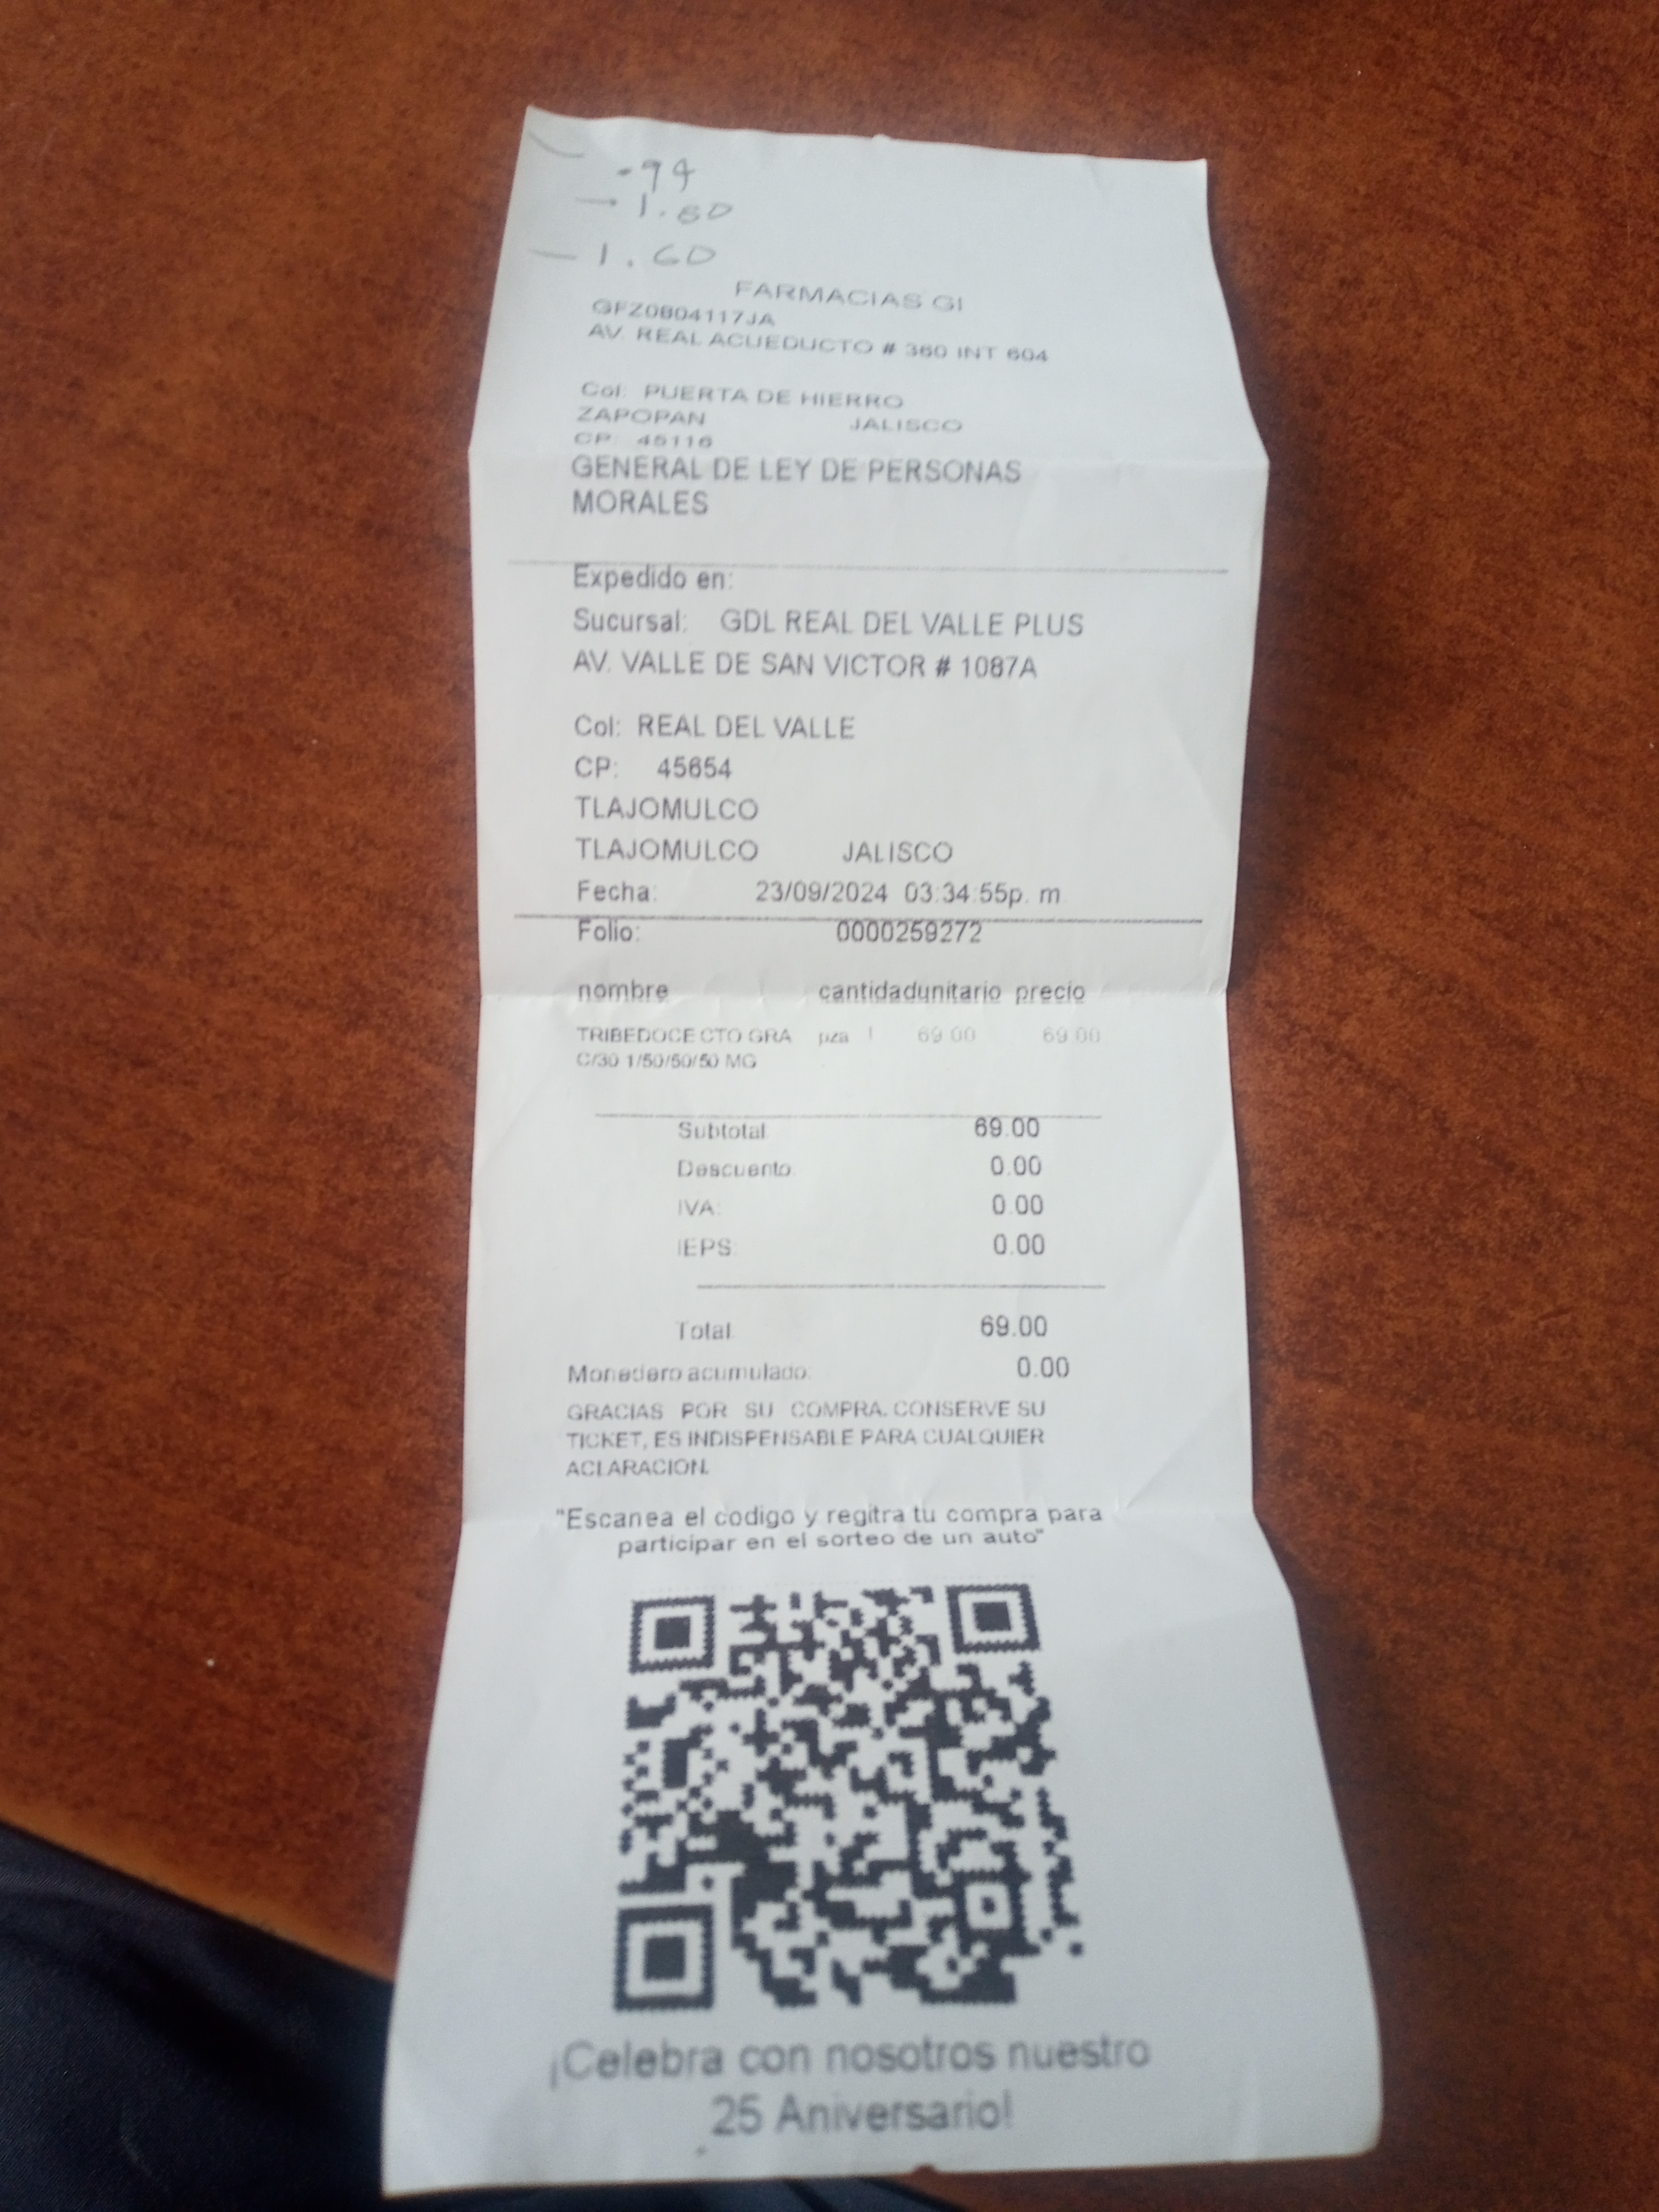 .94
- 1.60
- 1.60
FARMACIAS GI
GFZ0804117JA
AV. REAL ACUEDUCTO # 360 INT 604
Col: PUERTA DE HIERRO
ZAPOPAN JALISCO
CP: 45116
GENERAL DE LEY DE PERSONAS
MORALES
Expedido en:
Sucursal: GDL REAL DEL VALLE PLUS
AV. VALLE DE SAN VICTOR # 1087A
Col: REAL DEL VALLE
CP: 45654
TLAJOMULCO
TLAJOMULCO JALISCO
Fecha: 23/09/2024 03:34:55p. m.
Folio: 0000259272
nombre cantidadunitario precio
TRIBEDOCE CTO GRA pza 1 69.00 69.00
C/30 1/50/50/50 MG
Subtotal: 69.00
Descuento: 0.00
IVA: 0.00
IEPS: 0.00
Total: 69.00
Monedero acumulado: 0.00
GRACIAS POR SU COMPRA. CONSERVE SU
TICKET, ES INDISPENSABLE PARA CUALQUIER
ACLARACION.
"Escanea el codigo y regitra tu compra para
participar en el sorteo de un auto"
¡Celebra con nosotros nuestro
25 Aniversario!